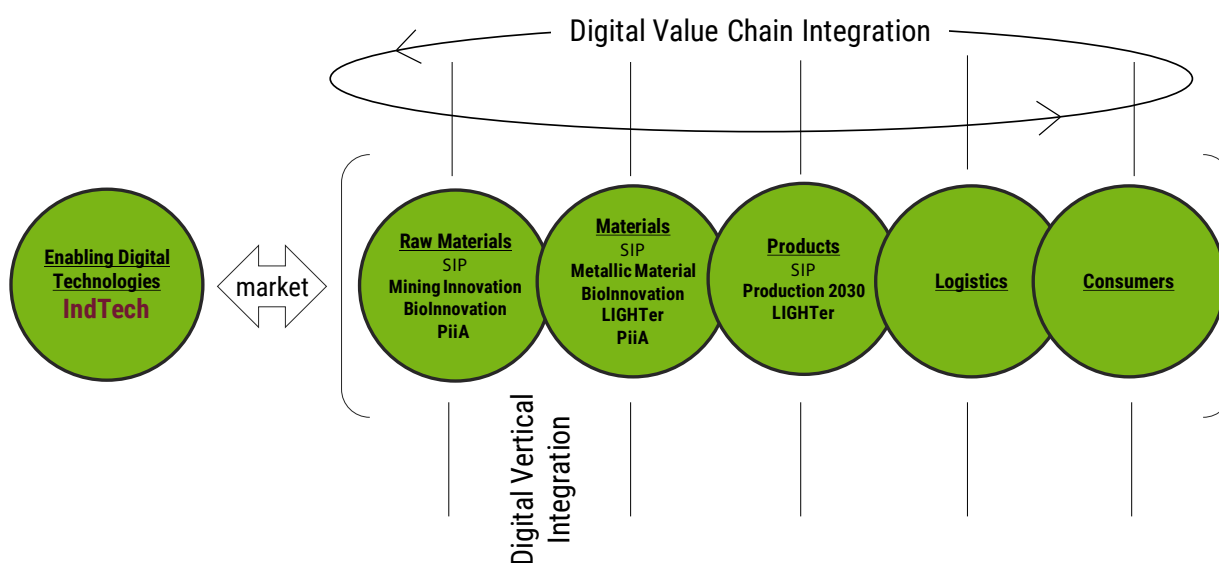 Digital Value Chain Integration
Enabling Digital
Technologies
IndTech
market
Raw Materials
SIP
Mining Innovation
BioInnovation
PiiA
Materials
SIP
Metallic Material
BioInnovation
LIGHTer
PiiA
Products
SIP
Production 2030
LIGHTer
Logistics
Consumers
Digital Vertical
Integration